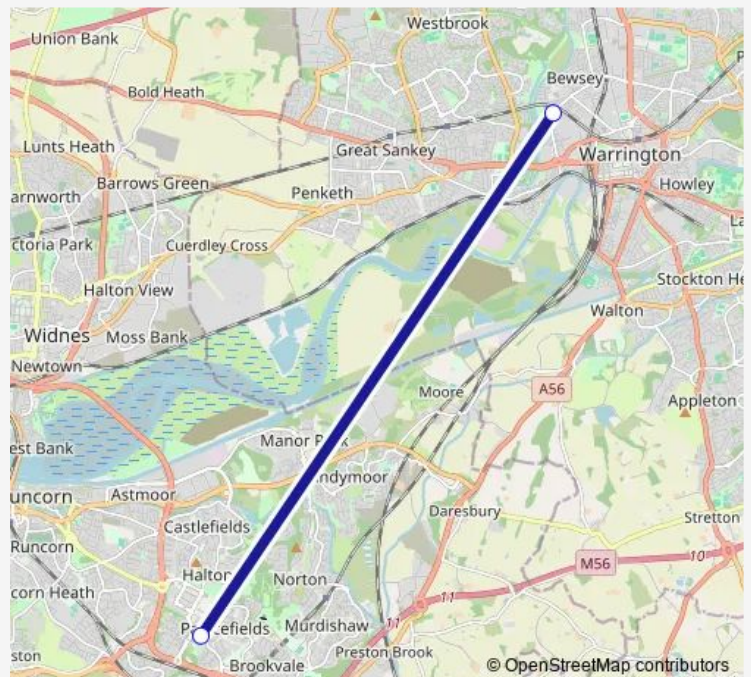 Westbrook
Union Bank
Bewsey
Bold Heath
Lunts Heath
Great Sankey
Warrington
Barrows Green
Penketh
Howley
arnworth
ctoria Park
Cuerdley Cross
Stockton He
Halton View
Walton
Widnes
Moss Bank
Newtown
Moore
A56
Appleton
est Bank
Manor P k
ndymoor
uncorn
Astmoor
Daresbury
Stretton
Castlefields
Runcorn
10
M56
Halton
Norton
corn Heath
11
11
P efields
Murdishaw
Preston Brook
ston
Brookvale
© OpenStreetMap contributors